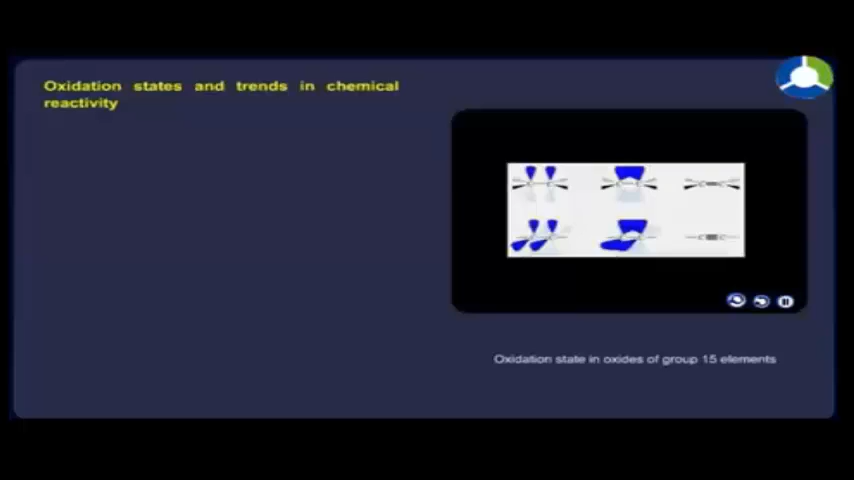 Oxidation states and trends in chemical
reactivity
Oxidation state in oxides of group 15 elements